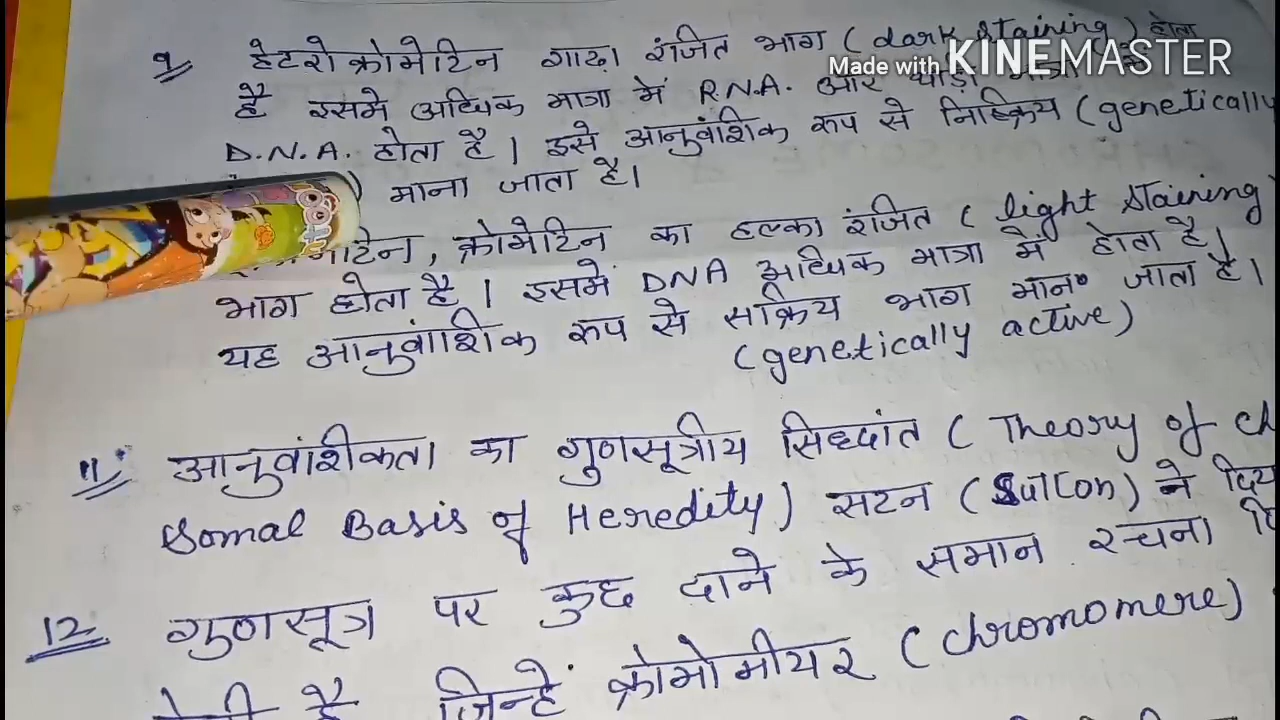 9 हेटरोक्रोमेटिन गाढ़ा रंजित भाग (dark staining) होता
Made with KINEMASTER
है इसमे अधिक मात्रा में R.N.A. और थोड़ी मात्रा
D.N.A. होता है। इसे आनुवंशिक रूप से निष्क्रिय (genetically
) माना जाता है।
, क्रोमेटिन का हल्का रंजित (light staining)
भाग होता है। इसमें DNA अधिक मात्रा में होता है।
यह आनुवांशिक रूप से सक्रिय भाग माना जाता है।
(genetically active)
11 आनुवांशीकता का गुणसूत्रीय सिध्दांत (Theory of Ch
Somal Basis of Heredity) सटन (Sutton) ने
12 गुणसूत्र पर कुछ दाने के समान रचना
है जिन्हें क्रोमोमीयर (chromomere)